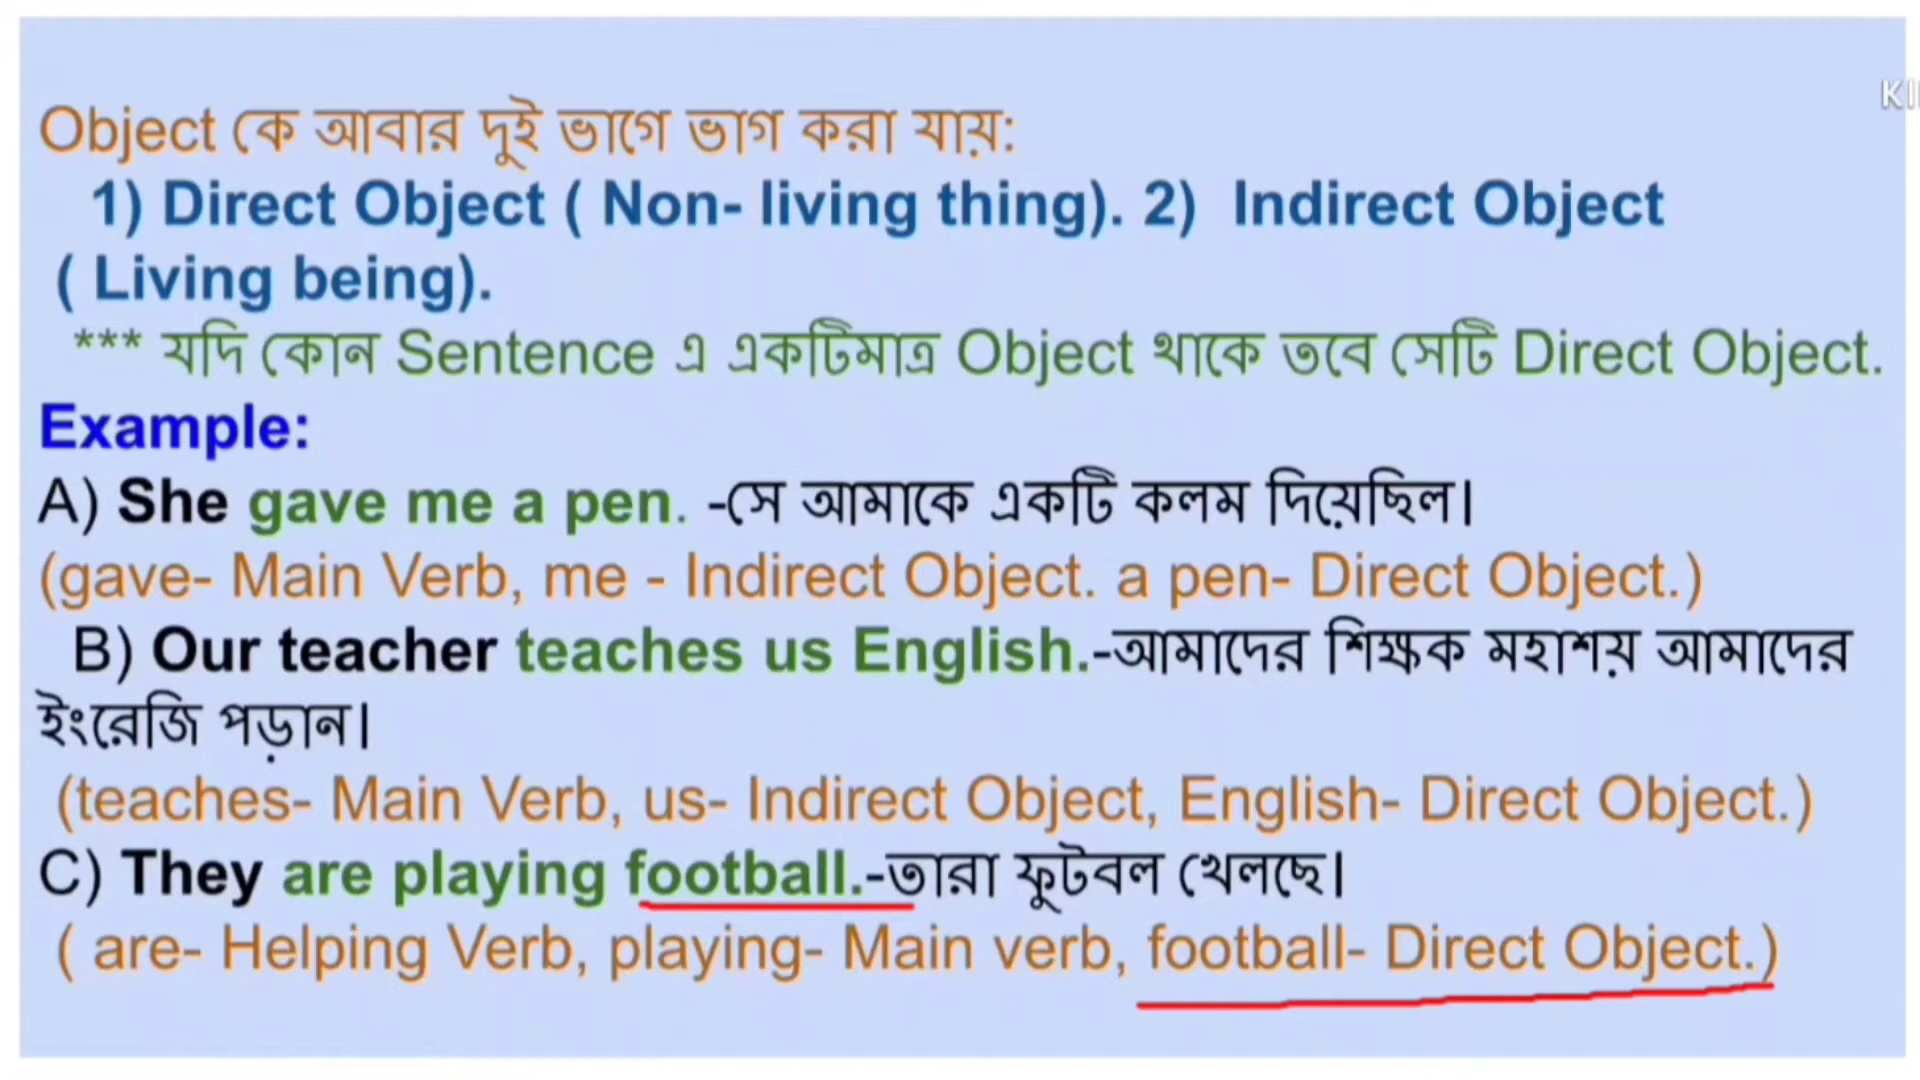 Object কে আবার দুই ভাগে ভাগ করা যায়:
1) Direct Object ( Non- living thing). 2) Indirect Object
( Living being).
*** যদি কোন Sentence এ একটিমাত্র Object থাকে তবে সেটি Direct Object.
Example:
A) She gave me a pen. -সে আমাকে একটি কলম দিয়েছিল।
(gave- Main Verb, me - Indirect Object. a pen- Direct Object.)
B) Our teacher teaches us English.-আমাদের শিক্ষক মহাশয় আমাদের
ইংরেজি পড়ান।
(teaches- Main Verb, us- Indirect Object, English- Direct Object.)
C) They are playing football.-তারা ফুটবল খেলছে।
( are- Helping Verb, playing- Main verb, football- Direct Object.)